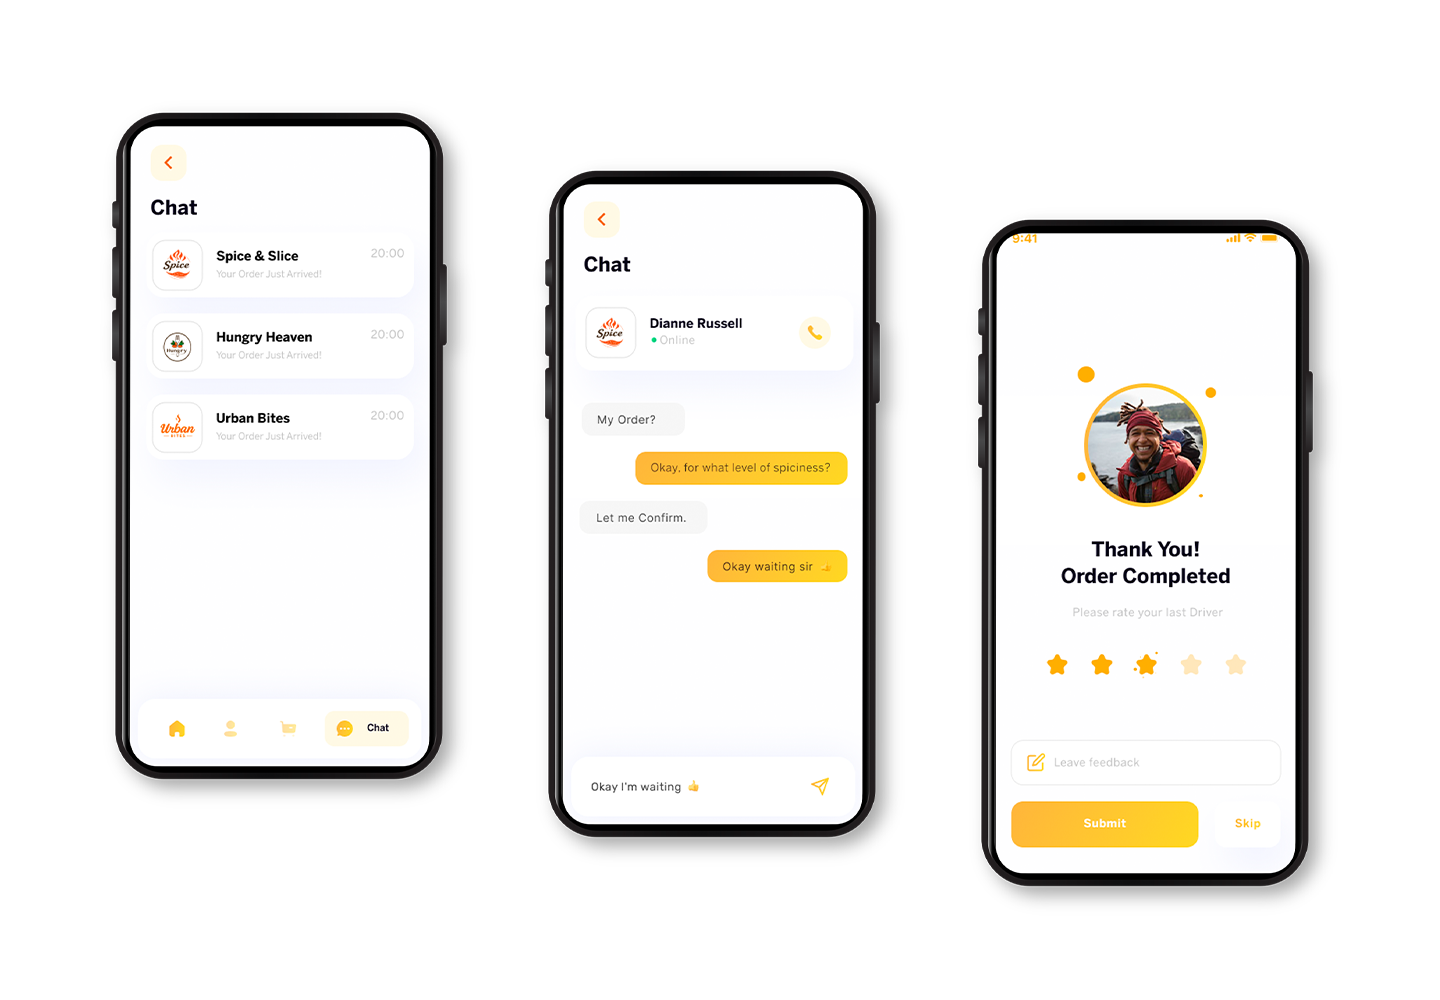 Chat
Spice & Slice
20:00
Your Order Just Arrived!
Spice
Hungry Heaven
20:00
Your Order Just Arrived!
Hungry
Urban Bites
20:00
Your Order Just Arrived!
Urban
BITES
Chat
Chat
Spice
Dianne Russell
Online
My Order?
Okay, for what level of spiciness?
Let me Confirm.
Okay waiting sir
Okay I'm waiting
9:41
Thank You!
Order Completed
Please rate your last Driver
Leave feedback
Submit
Skip